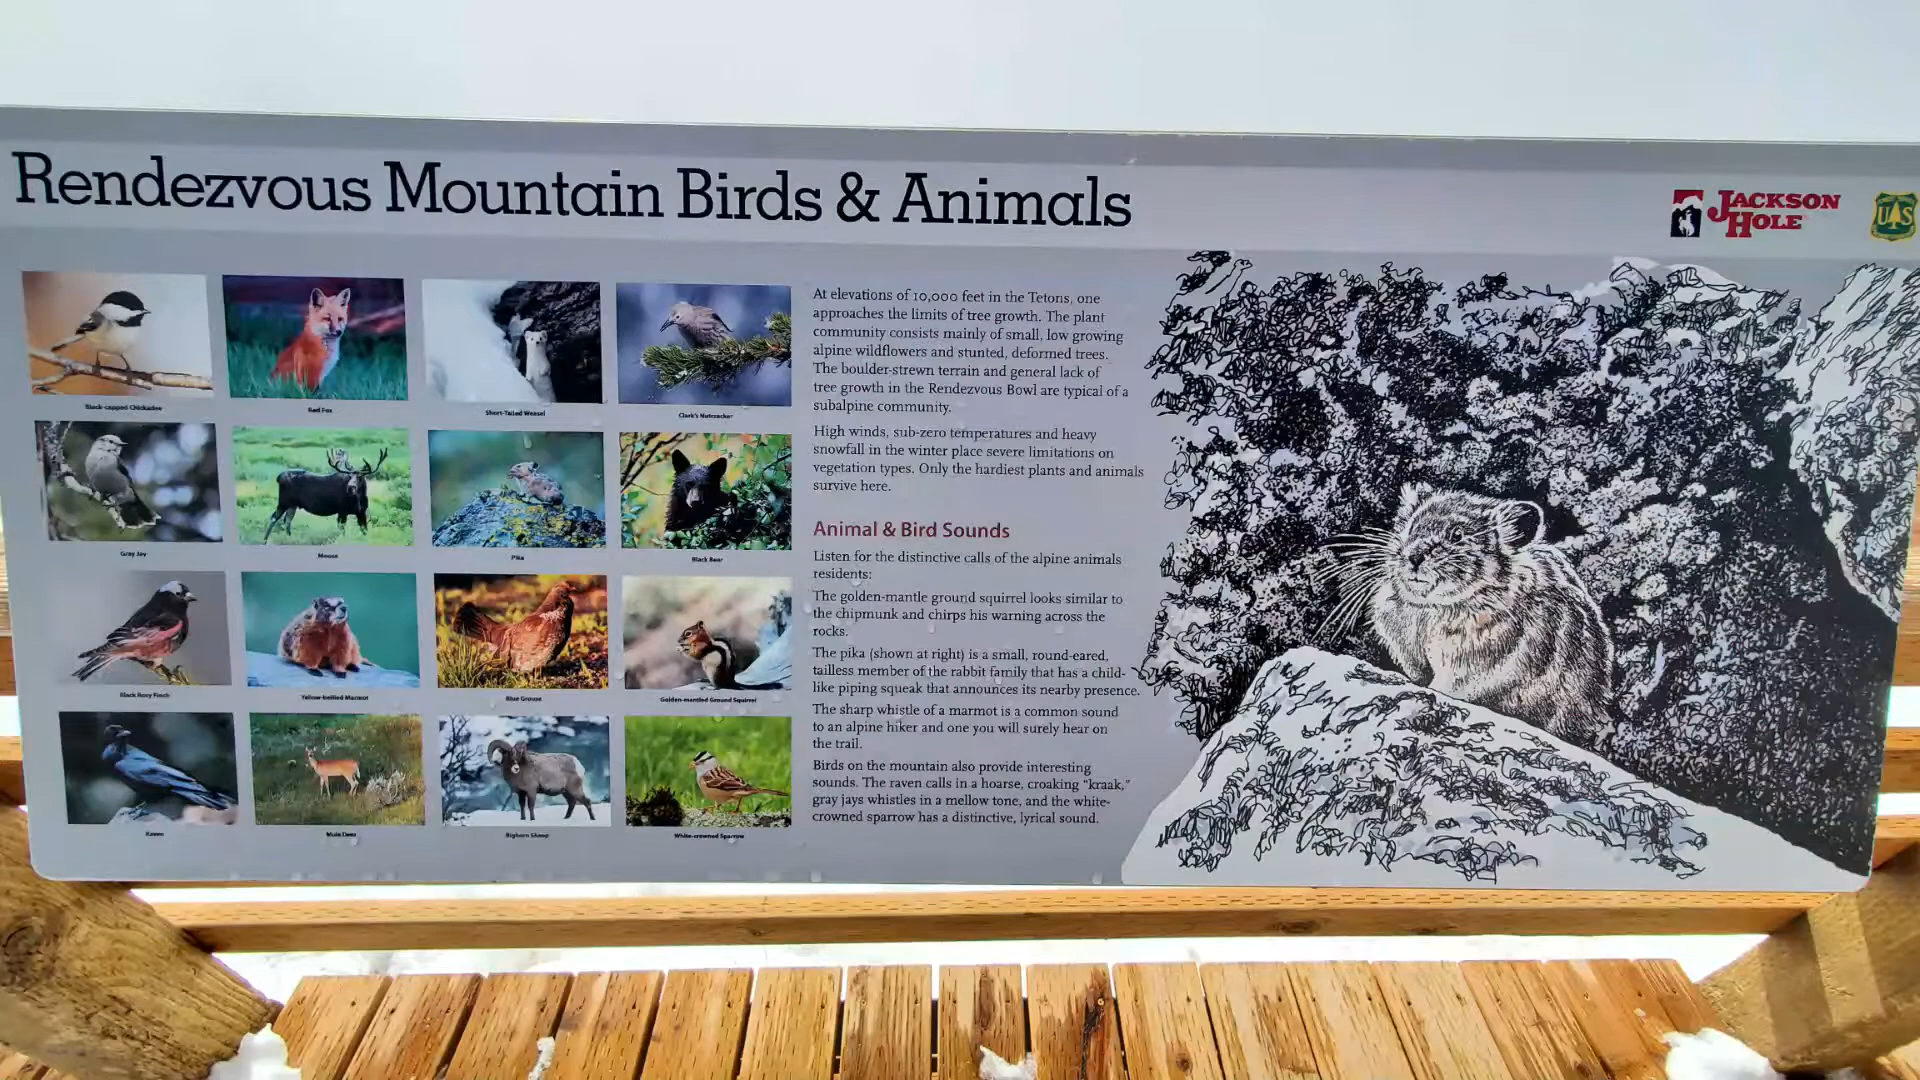 Rendezvous Mountain Birds & Animals
JACKSON
HOLE
US
Black-capped Chickadee
Red Fox
Short-Tailed Weasel
Clark's Nutcracker
Gray Jay
Moose
Pika
Black Bear
Black Rosy Finch
Yellow-bellied Marmot
Blue Grouse
Golden-mantled Ground Squirrel
Raven
Mule Deer
Bighorn Sheep
White-crowned Sparrow
At elevations of 10,000 feet in the Tetons, one
approaches the limits of tree growth. The plant
community consists mainly of small, low growing
alpine wildflowers and stunted, deformed trees.
The boulder-strewn terrain and general lack of
tree growth in the Rendezvous Bowl are typical of a
subalpine community.
High winds, sub-zero temperatures and heavy
snowfall in the winter place severe limitations on
vegetation types. Only the hardiest plants and animals
survive here.
Animal & Bird Sounds
Listen for the distinctive calls of the alpine animals
residents:
The golden-mantle ground squirrel looks similar to
the chipmunk and chirps his warning across the
rocks.
The pika (shown at right) is a small, round-eared,
tailless member of the rabbit family that has a child-
like piping squeak that announces its nearby presence.
The sharp whistle of a marmot is a common sound
to an alpine hiker and one you will surely hear on
the trail.
Birds on the mountain also provide interesting
sounds. The raven calls in a hoarse, croaking “kraak,”
gray jays whistles in a mellow tone, and the white-
crowned sparrow has a distinctive, lyrical sound.